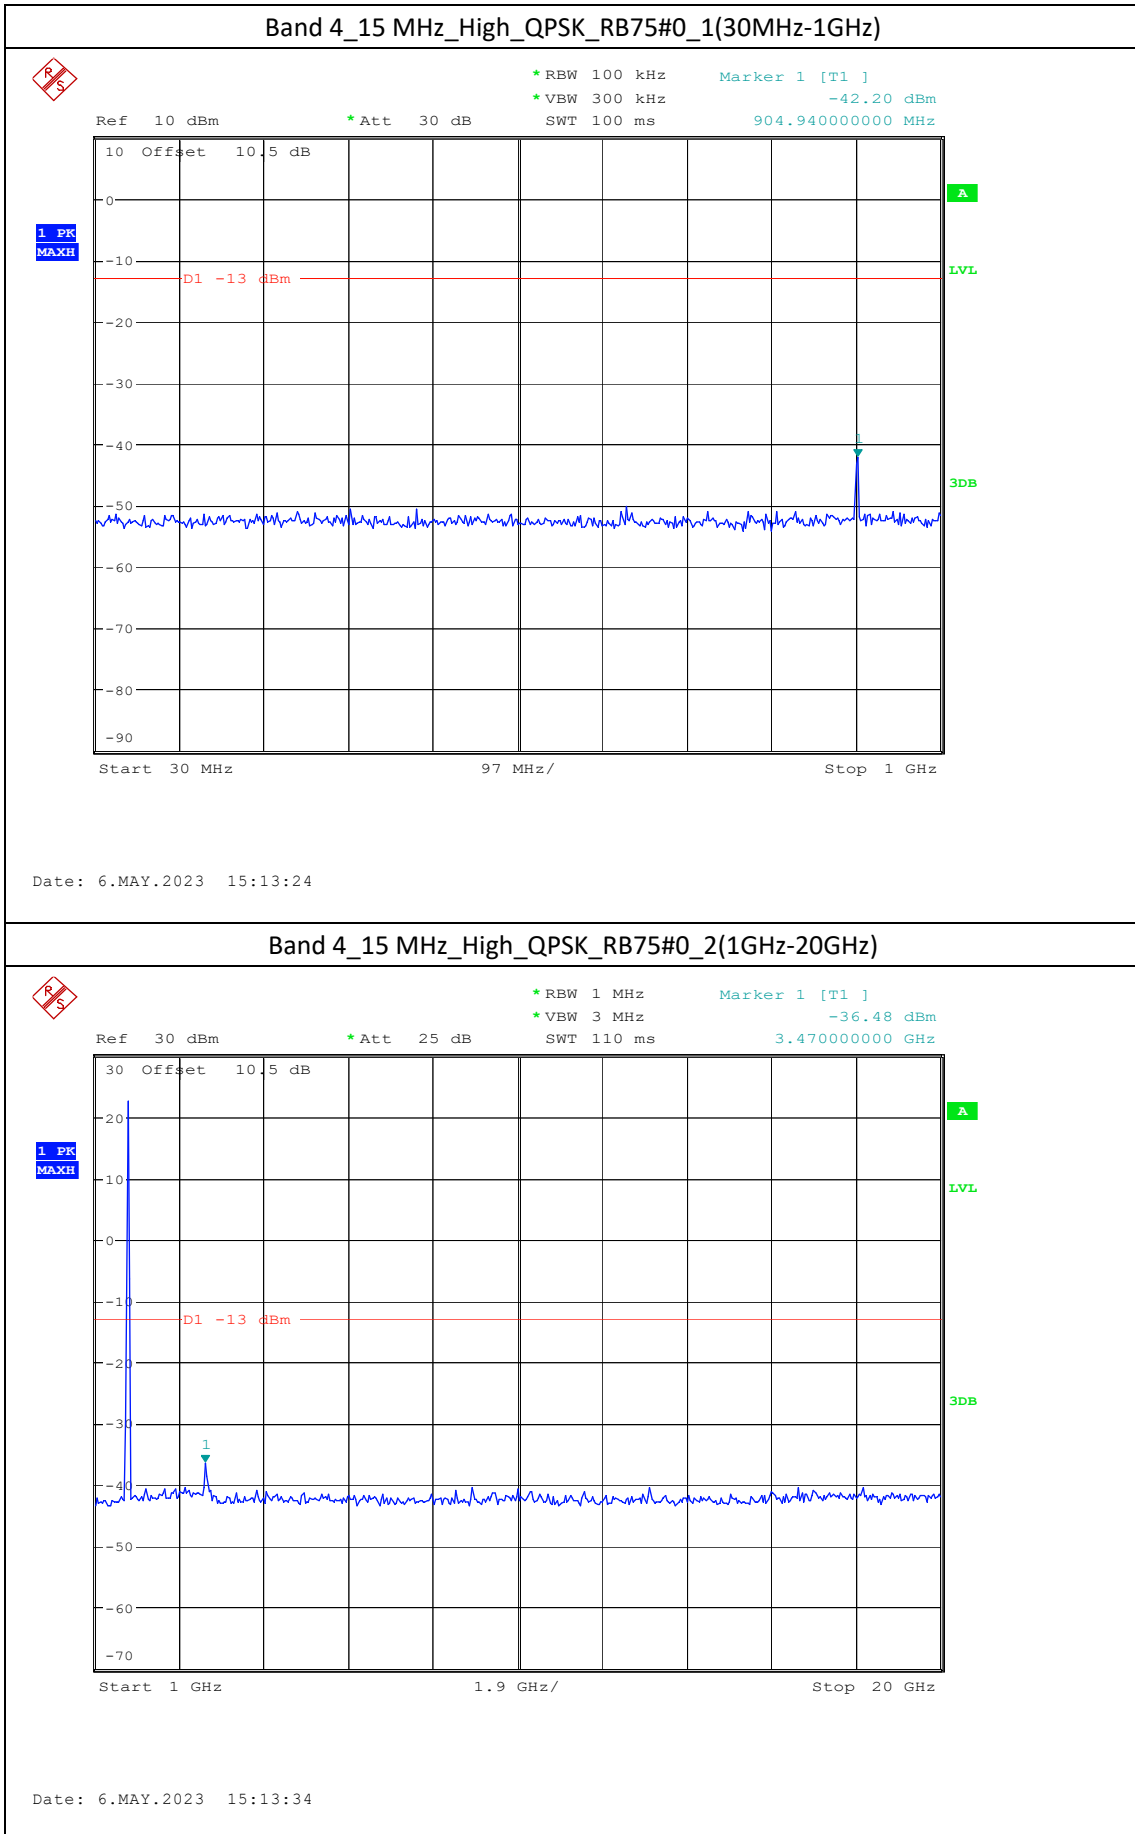 Band 4_15 MHz_High_QPSK_RB75#0_1(30MHz-1GHz)
R S
*RBW 100 kHz Marker 1 [T1 ]
*VBW 300 kHz -42.20 dBm
Ref 10 dBm *Att 30 dB SWT 100 ms 904.940000000 MHz
10 Offset 10.5 dB
A
0
1 PK
MAXH
-10
LVL
D1 -13 dBm
-20
-30
-40
1
3DB
-50
-60
-70
-80
-90
Start 30 MHz 97 MHz/ Stop 1 GHz
Date: 6.MAY.2023 15:13:24
Band 4_15 MHz_High_QPSK_RB75#0_2(1GHz-20GHz)
R S
*RBW 1 MHz Marker 1 [T1 ]
*VBW 3 MHz -36.48 dBm
Ref 30 dBm *Att 25 dB SWT 110 ms 3.470000000 GHz
30 Offset 10.5 dB
A
20
1 PK
MAXH
10
LVL
0
-10
D1 -13 dBm
-20
3DB
-30
1
-40
-50
-60
-70
Start 1 GHz 1.9 GHz/ Stop 20 GHz
Date: 6.MAY.2023 15:13:34